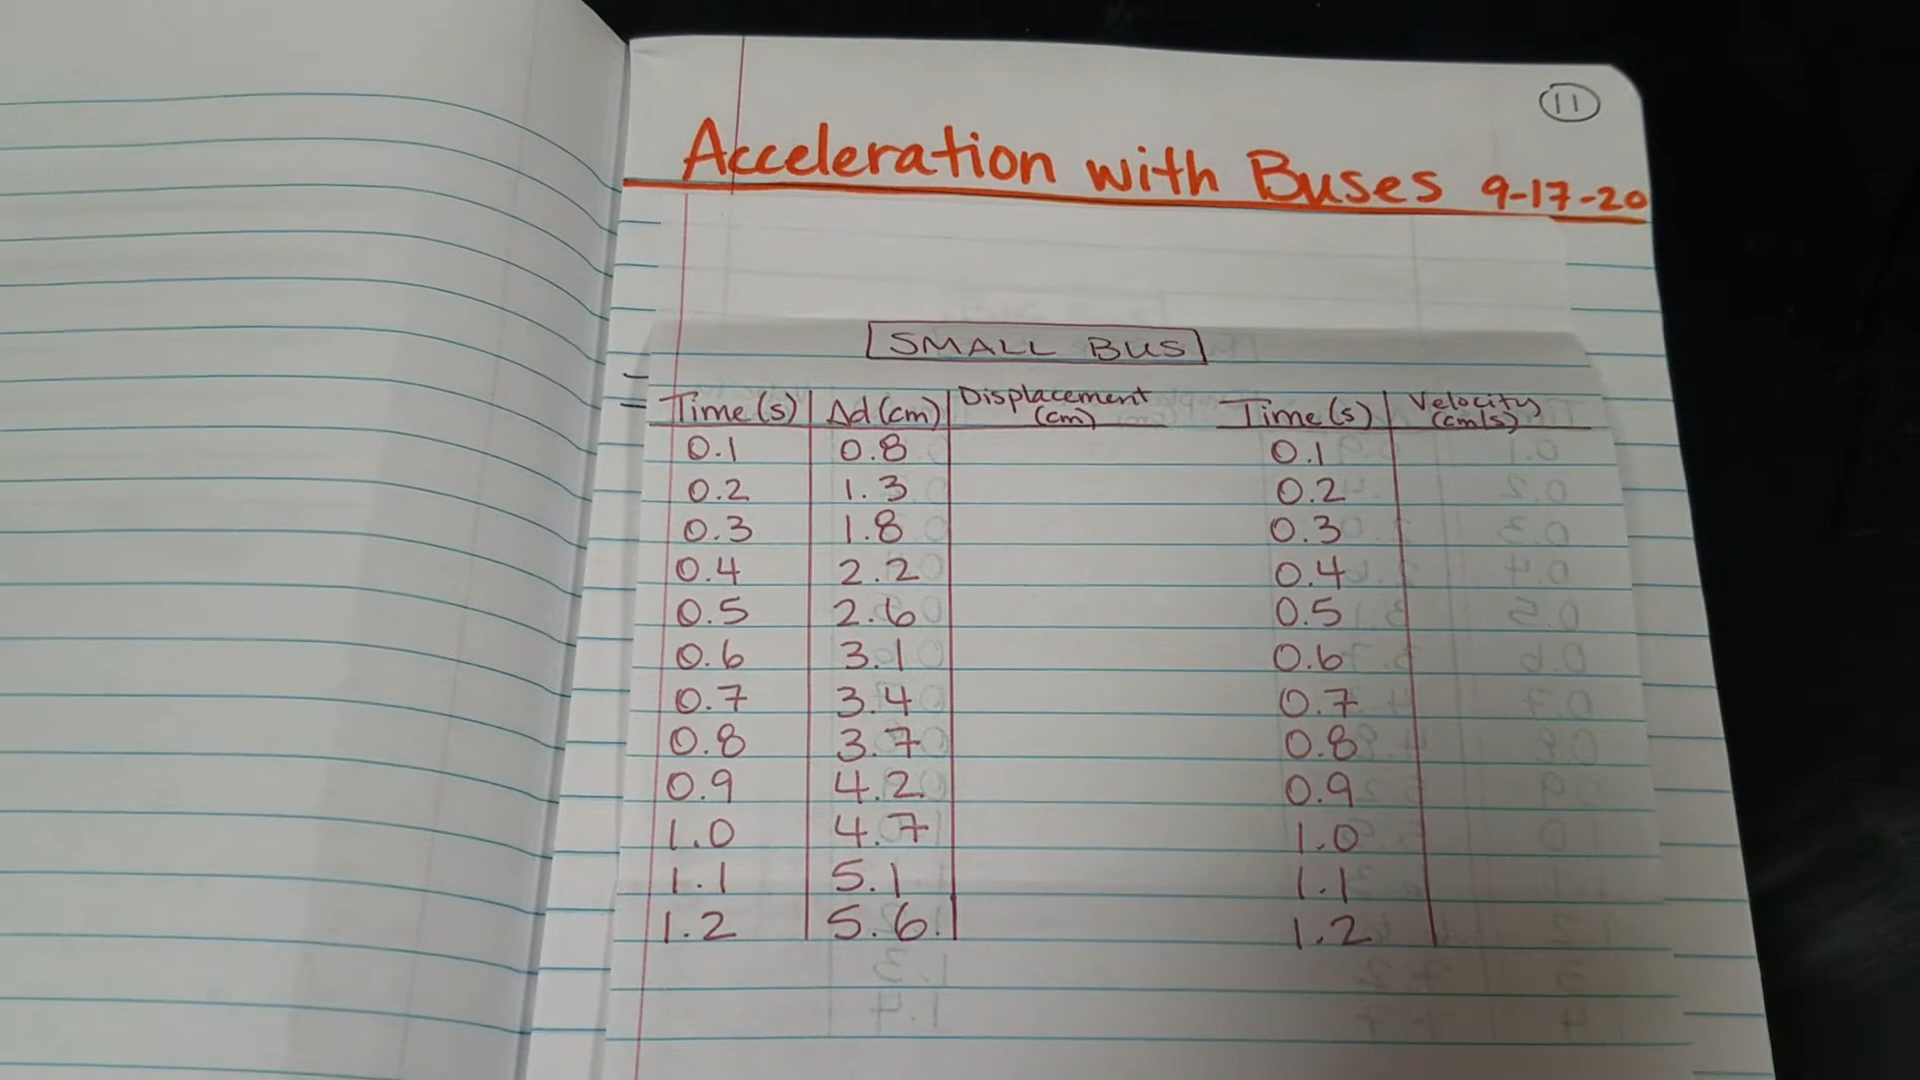 11
Acceleration with Buses 9-17-20
SMALL BUS
Time (s) Δd (cm) Displacement (cm) Time (s) Velocity (cm/s)
0.1 0.8 0.1
0.2 1.3 0.2
0.3 1.8 0.3
0.4 2.2 0.4
0.5 2.6 0.5
0.6 3.1 0.6
0.7 3.4 0.7
0.8 3.7 0.8
0.9 4.2 0.9
1.0 4.7 1.0
1.1 5.1 1.1
1.2 5.6 1.2